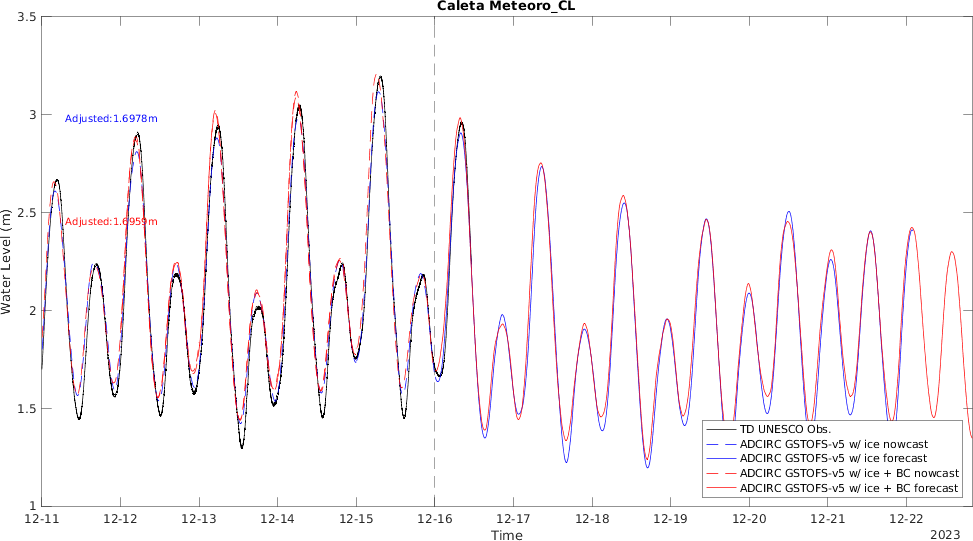 Caleta Meteoro_CL
3.5
3
2.5
2
1.5
1
Water Level (m)
Adjusted:1.6978m
Adjusted:1.6959m
TD UNESCO Obs.
ADCIRC GSTOFS-v5 w/ ice nowcast
ADCIRC GSTOFS-v5 w/ ice forecast
ADCIRC GSTOFS-v5 w/ ice + BC nowcast
ADCIRC GSTOFS-v5 w/ ice + BC forecast
12-11 12-12 12-13 12-14 12-15 12-16 12-17 12-18 12-19 12-20 12-21 12-22
Time
2023